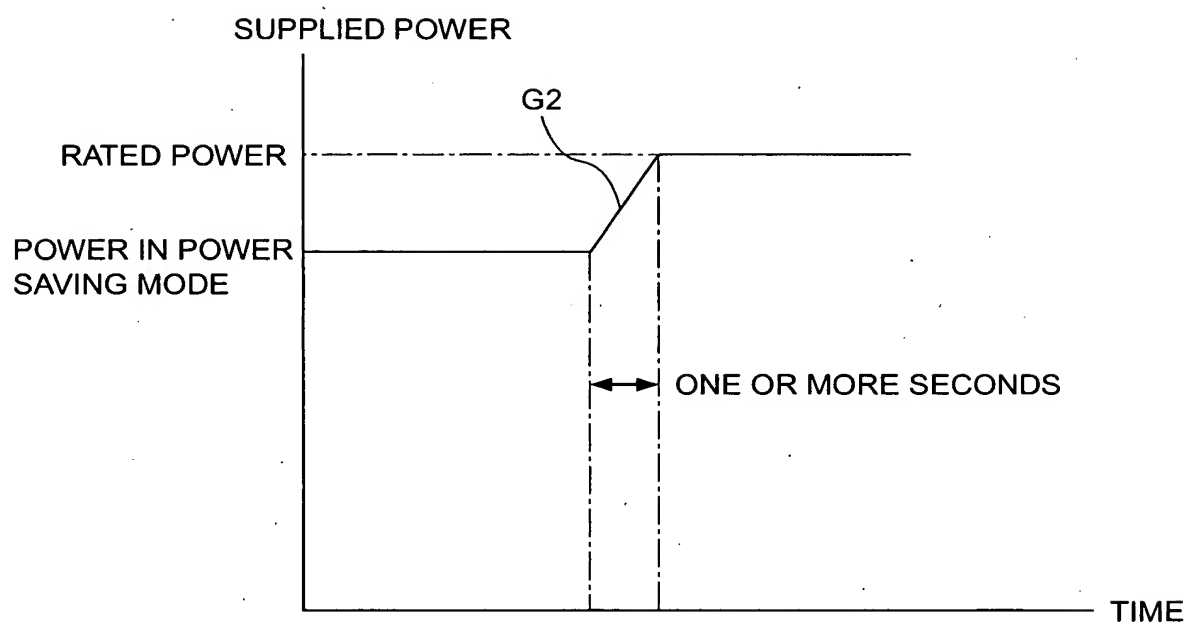 SUPPLIED POWER
G2
RATED POWER
POWER IN POWER
SAVING MODE
ONE OR MORE SECONDS
TIME